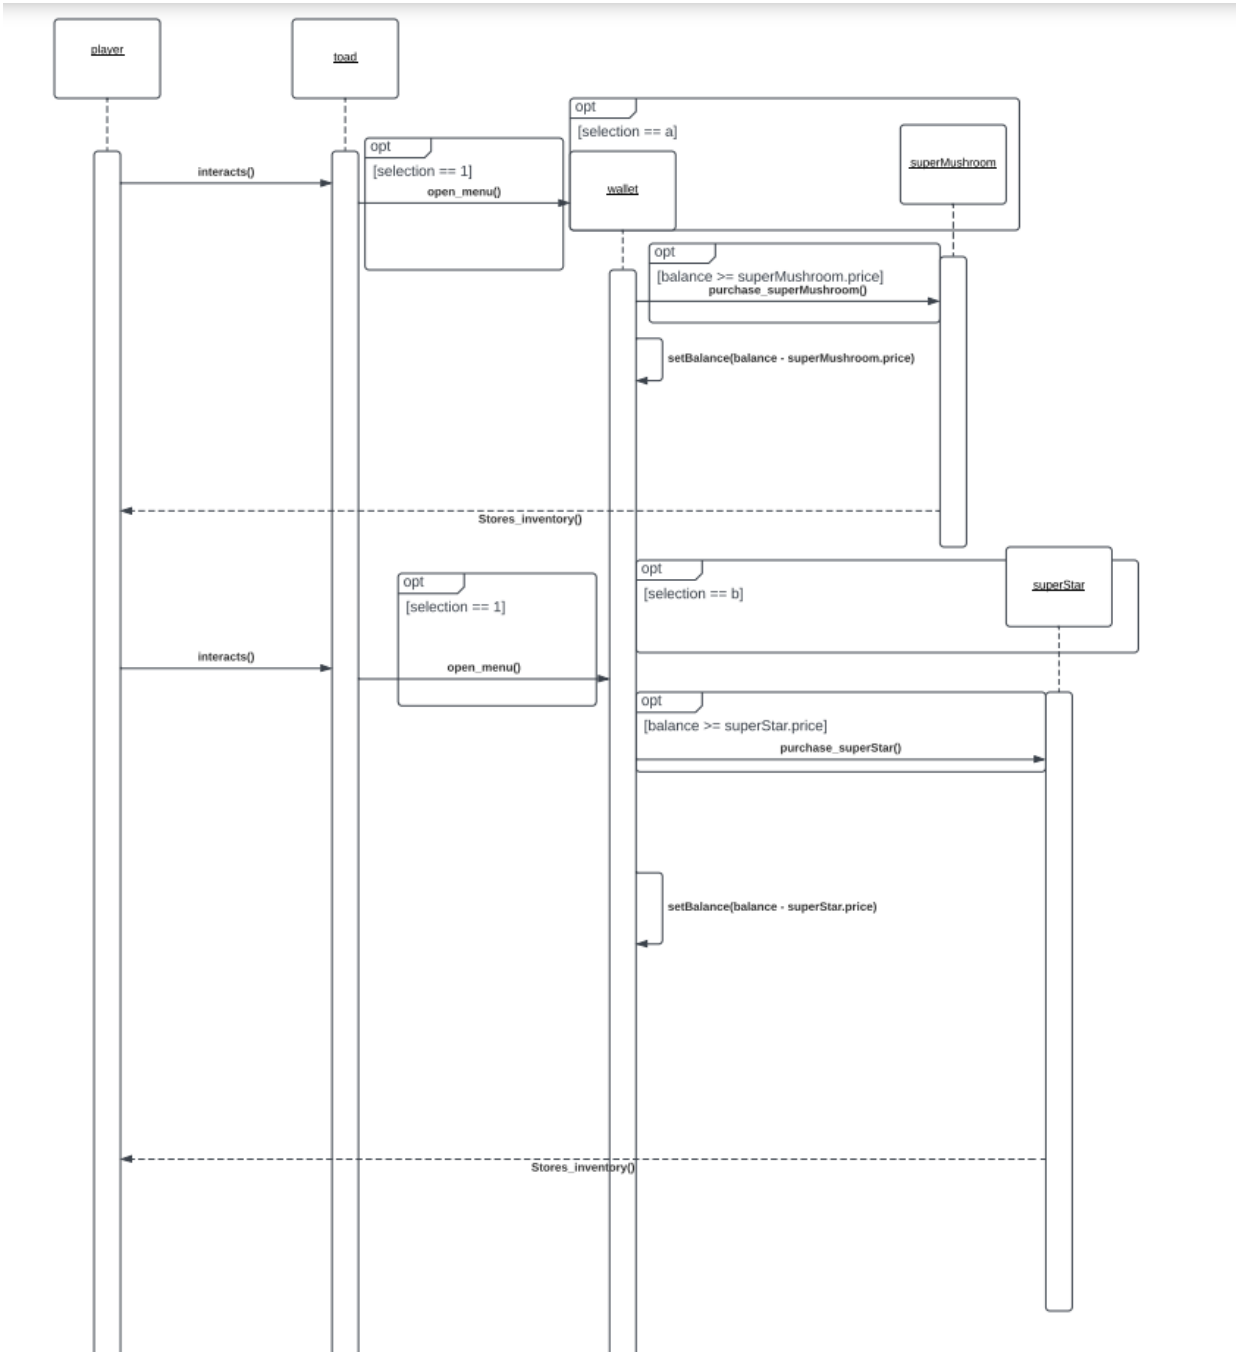 player
toad
opt
[selection == a]
superMushroom
opt
[selection == 1]
interacts()
open_menu()
wallet
opt
[balance >= superMushroom.price]
purchase_superMushroom()
setBalance(balance - superMushroom.price)
Stores_inventory()
opt
[selection == b]
superStar
opt
[selection == 1]
interacts()
open_menu()
opt
[balance >= superStar.price]
purchase_superStar()
setBalance(balance - superStar.price)
Stores_inventory()